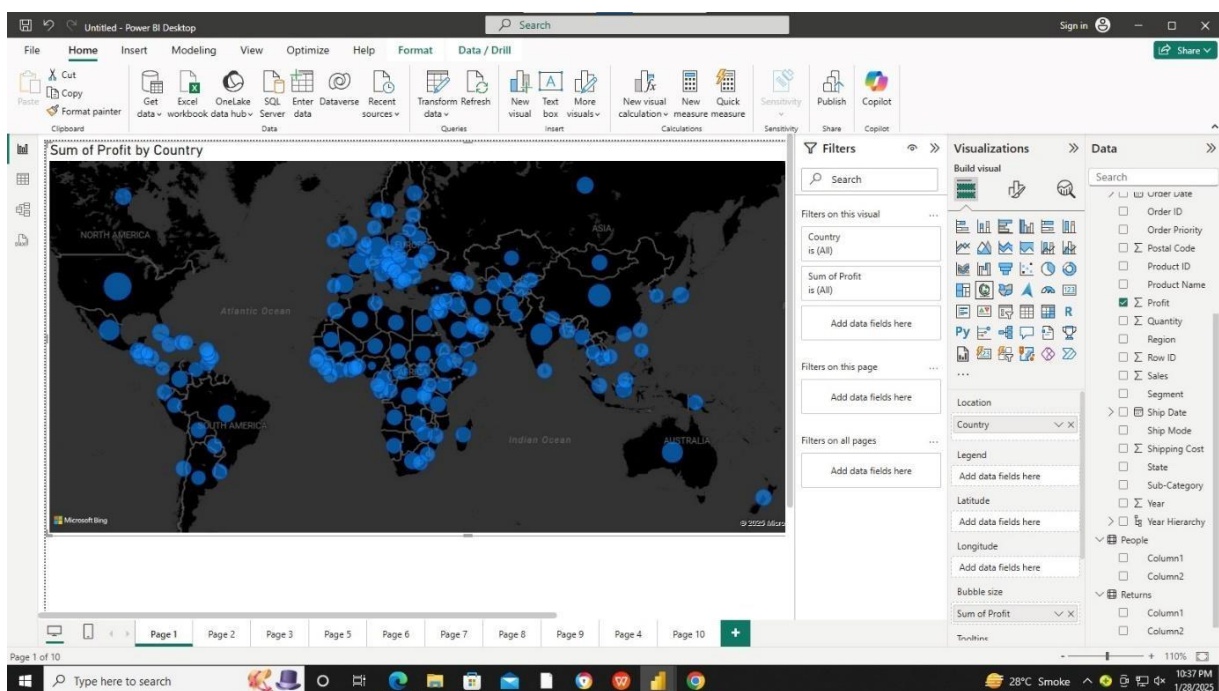 Untitled - Power BI Desktop
Search
Sign in
File Home Insert Modeling View Optimize Help Format Data / Drill
Share
Paste
Cut
Copy
Format painter
Clipboard
Get data
Excel workbook
OneLake data hub
SQL Server
Enter data
Dataverse
Recent sources
Data
Transform data
Refresh
Queries
New visual
Text box
More visuals
Insert
New visual calculation
New measure
Quick measure
Calculations
Sensitivity
Sensitivity
Publish
Share
Copilot
Copilot
Sum of Profit by Country
NORTH AMERICA
ASIA
Atlantic Ocean
SOUTH AMERICA
Indian Ocean
AUSTRALIA
Microsoft Bing
Filters
Search
Filters on this visual
Country
is (All)
Sum of Profit
is (All)
Add data fields here
Filters on this page
Add data fields here
Filters on all pages
Add data fields here
Visualizations
Build visual
123
R
Py
Location
Country
Legend
Add data fields here
Latitude
Add data fields here
Longitude
Add data fields here
Bubble size
Sum of Profit
Tooltips
Data
Search
Order Date
Order ID
Order Priority
Postal Code
Product ID
Product Name
Profit
Quantity
Region
Row ID
Sales
Segment
Ship Date
Ship Mode
Shipping Cost
State
Sub-Category
Year
Year Hierarchy
People
Column1
Column2
Returns
Column1
Column2
Page 1 Page 2 Page 3 Page 5 Page 6 Page 7 Page 8 Page 9 Page 4 Page 10
Page 1 of 10
110%
Type here to search
28°C Smoke
10:37 PM
1/28/2025